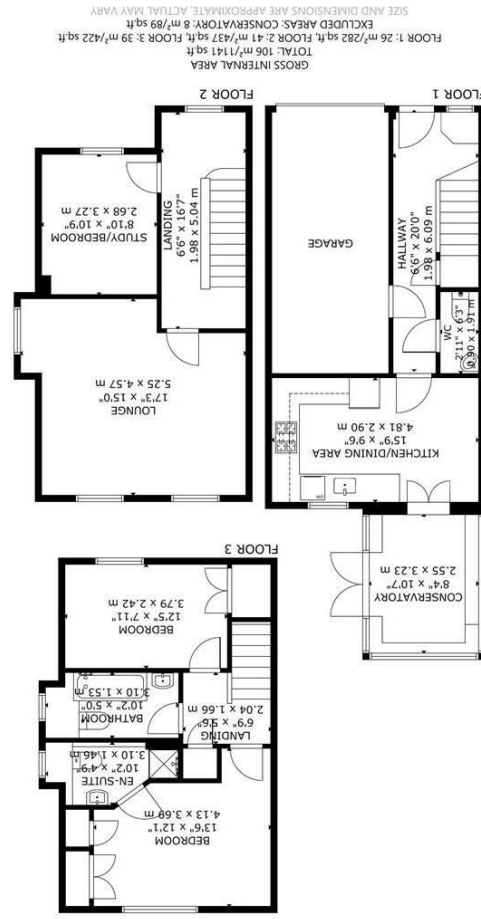 BEDROOM
13'6" x 12'1"
4.13 x 3.69 m
EN-SUITE
10'2" x 4'9"
3.10 x 1.46 m
LANDING
6'9" x 5'6"
2.04 x 1.66 m
BATHROOM
10'2" x 5'0"
3.10 x 1.53 m
BEDROOM
12'5" x 7'11"
3.79 x 2.42 m
FLOOR 3
CONSERVATORY
8'4" x 10'7"
2.55 x 3.23 m
KITCHEN/DINING AREA
15'9" x 9'6"
4.81 x 2.90 m
WC
2'11" x 6'3"
0.90 x 1.91 m
HALLWAY
6'6" x 20'0"
1.98 x 6.09 m
GARAGE
FLOOR 1
LOUNGE
17'3" x 15'0"
5.25 x 4.57 m
LANDING
6'6" x 16'7"
1.98 x 5.04 m
STUDY/BEDROOM
8'10" x 10'9"
2.68 x 3.27 m
FLOOR 2
GROSS INTERNAL AREA
TOTAL: 106 m²/1141 sq.ft
FLOOR 1: 26 m²/282 sq.ft, FLOOR 2: 41 m²/437 sq.ft, FLOOR 3: 39 m²/422 sq.ft
EXCLUDED AREAS: CONSERVATORY: 8 m²/89 sq.ft
SIZE AND DIMENSIONS ARE APPROXIMATE, ACTUAL MAY VARY